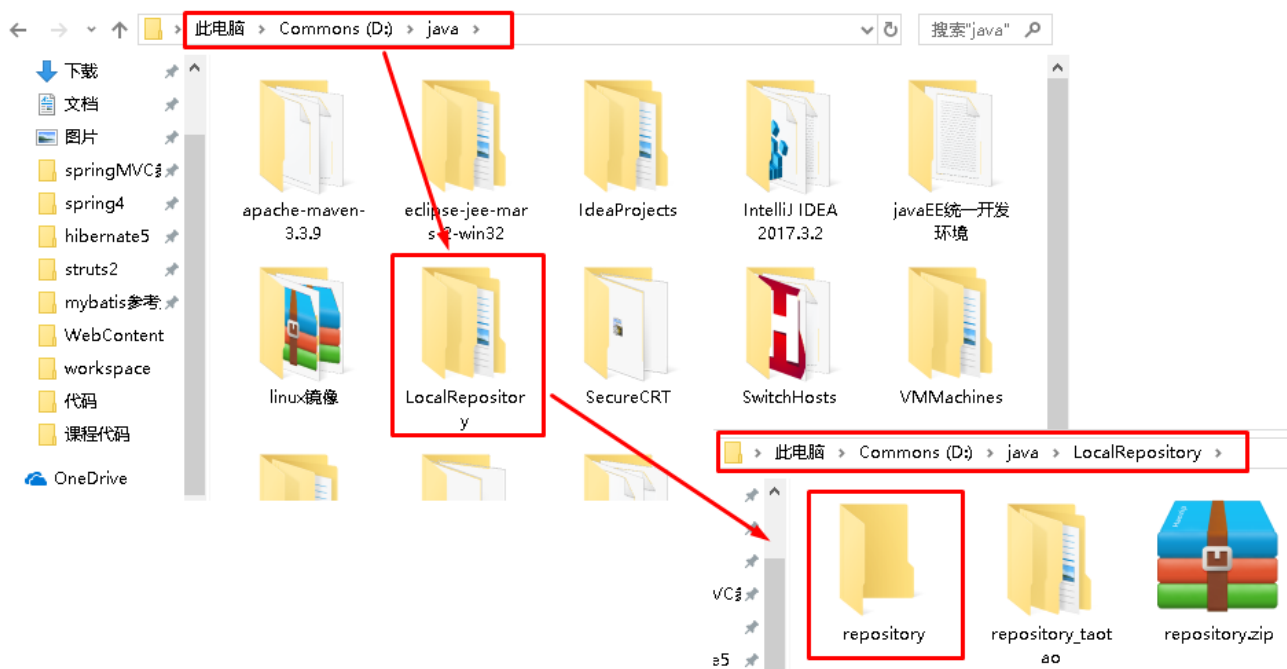 此电脑 > Commons (D:) > java >
搜索"java"
下载
文档
图片
springMVC
spring4
hibernate5
struts2
mybatis参考
WebContent
workspace
代码
课程代码
OneDrive
apache-maven-
3.3.9
eclipse-jee-mar
s-2-win32
IdeaProjects
IntelliJ IDEA
2017.3.2
javaEE统一开发
环境
linux镜像
LocalRepositor
y
SecureCRT
SwitchHosts
VMMachines
此电脑 > Commons (D:) > java > LocalRepository >
repository
repository_taot
ao
repository.zip